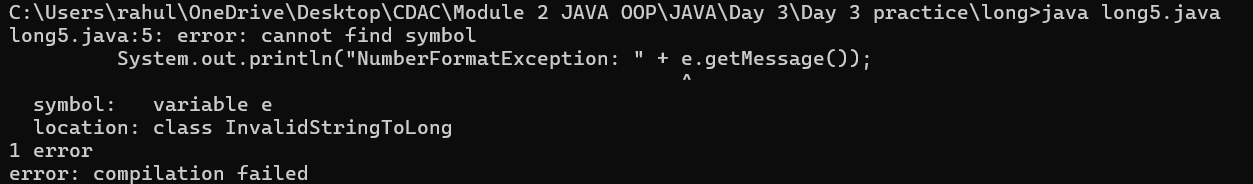 C:\Users\rahul\OneDrive\Desktop\CDAC\Module 2 JAVA OOP\JAVA\Day 3\Day 3 practice\long>java long5.java
long5.java:5: error: cannot find symbol
         System.out.println("NumberFormatException: " + e.getMessage());
                                                        ^
  symbol:   variable e
  location: class InvalidStringToLong
1 error
error: compilation failed